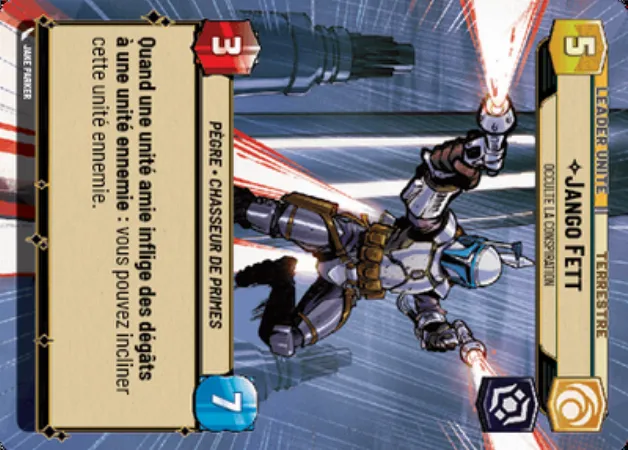 5
LEADER UNITÉ
TERRESTRE
JANGO FETT
OCCULTE LA CONSPIRATION
3
7
PÈGRE • CHASSEUR DE PRIMES
Quand une unité amie inflige des dégâts
à une unité ennemie : vous pouvez incliner
cette unité ennemie.
JAKE PARKER